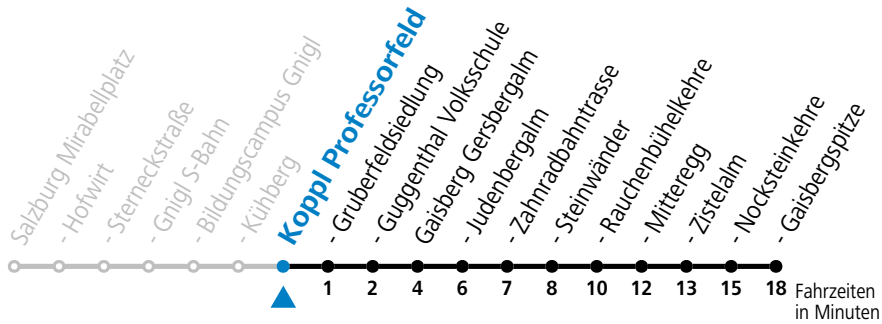 Salzburg Mirabellplatz
- Hofwirt
- Sterneckstraße
- Gnigl S-Bahn
- Bildungscampus Gnigl
- Kühberg
Koppl Professorfeld
- Gruberfeldsiedlung
- Guggenthal Volksschule
Gaisberg Gersbergalm
- Judenbergalm
- Zahnradbahntrasse
- Steinwänder
- Rauchenbühelkehre
- Mitteregg
- Zistelalm
- Nocksteinkehre
- Gaisbergspitze
1 2 4 6 7 8 10 12 13 15 18 Fahrzeiten
in Minuten